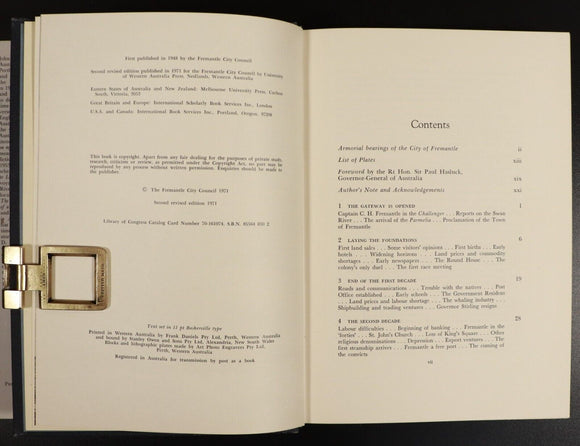 First published in 1948 by the Fremantle City Council
Second revised edition published in 1971 for the Fremantle City Council by University
of Western Australia Press, Nedlands, Western Australia
Eastern States of Australia and New Zealand: Melbourne University Press, Carlton
South, Victoria, 3053
Great Britain and Europe: International Scholarly Book Services Inc., London
U.S.A. and Canada: International Book Services Inc., Portland, Oregon, 97208
This book is copyright. Apart from any fair dealing for the purposes of private study,
research, criticism or review, as permitted under the Copyright Act, no part may be
reproduced by any process without written permission. Enquiries should be made to
the publisher.
© The Fremantle City Council 1971
Second revised edition 1971
Library of Congress Catalog Card Number
S.B.N. 85564 050 2
Text set in 11 pt Baskerville type
Printed in Western Australia by Frank Daniels Pty Ltd, Perth, Western Australia
and bound by Stanley Owen and Sons Pty Ltd, Alexandria, New South Wales
Blocks and lithographic plates made by Art Photo Engravers Pty Ltd,
Perth, Western Australia
Registered in Australia for transmission by post as a book.
Contents
Armorial bearings of the City of Fremantle ii
List of Plates xiii
Foreword by the Rt Hon. Sir Paul Hasluck,
Governor-General of Australia xix
Author's Note and Acknowledgements xxi
1 THE GATEWAY IS OPENED 1
Captain C. H. Fremantle in the Challenger . . . Reports on the Swan
River . . . The arrival of the Parmelia . . . Proclamation of the Town
of Fremantle
2 LAYING THE FOUNDATIONS 6
First land sales . . . Some visitors' opinions . . . First births . . . Early
hotels . . . Widening horizons . . . Land prices and commodity
shortages . . . Early newspapers . . . The Round House . . . The
colony's only duel . . . The first race meeting
3 END OF THE FIRST DECADE 19
Roads and communications . . . Trouble with the natives . . . Post
Office established . . . Early wheels . . . The Government Resident
. . . Land prices and labour shortage . . . The whaling industry . . .
Shipbuilding and trading ventures . . . Governor Stirling resigns
4 THE SECOND DECADE 28
Labour difficulties . . . Beginning of banking . . . Fremantle in the
'forties' . . . St. John's Church . . . Loss of King's Square . . . Other
religious denominations . . . Depression . . . Export ventures . . . The
first steamship arrives . . . Fremantle a free port . . . The coming of
the convicts
vii